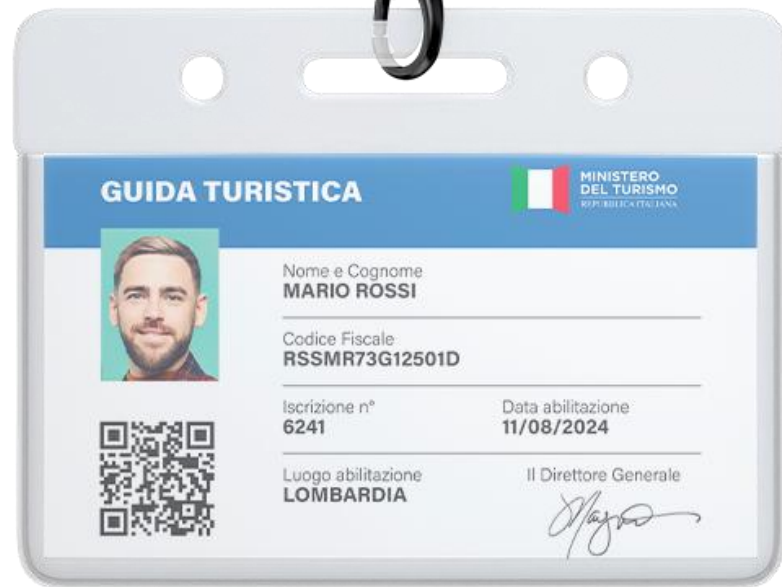 GUIDA TURISTICA
MINISTERO
DEL TURISMO
REPUBBLICA ITALIANA
Nome e Cognome
MARIO ROSSI
Codice Fiscale
RSSMR73G12501D
Iscrizione n°
6241
Data abilitazione
11/08/2024
Luogo abilitazione
LOMBARDIA
Il Direttore Generale